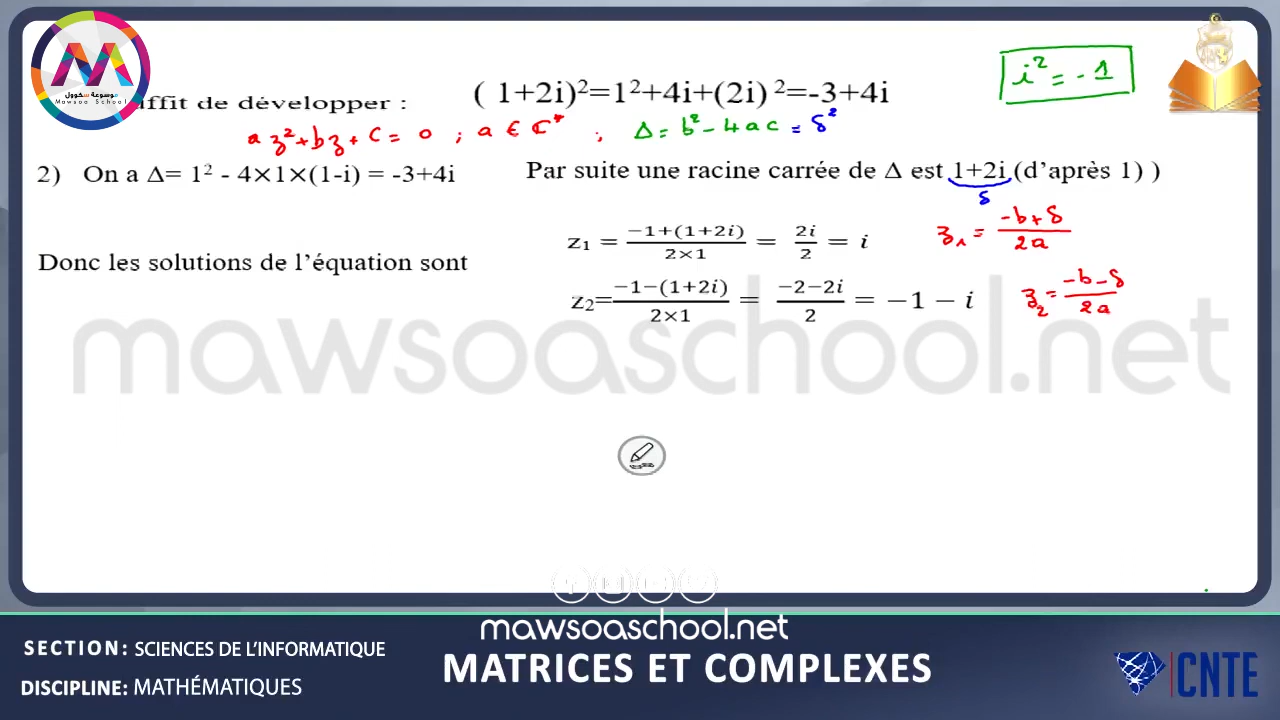 موسوعة سكوول
Mawsoa School
i² = -1
uffit de développer : ( 1+2i)²=1²+4i+(2i) ²=-3+4i
a z² + b z + c = 0 ; a ∈ ℂ* ; Δ = b² - 4ac = δ²
2) On a Δ= 1² - 4×1×(1-i) = -3+4i Par suite une racine carrée de Δ est 1+2i (d'après 1) )
δ
z₁ = (−1+(1+2i))/(2×1) = 2i/2 = i z₁ = (-b+δ)/2a
Donc les solutions de l'équation sont
z₂= (−1−(1+2i))/(2×1) = (−2−2i)/2 = −1 − i z₂ = (-b-δ)/2a
mawsoaschool.net
mawsoaschool.net
SECTION: SCIENCES DE L'INFORMATIQUE
MATRICES ET COMPLEXES
DISCIPLINE: MATHÉMATIQUES
CNTE